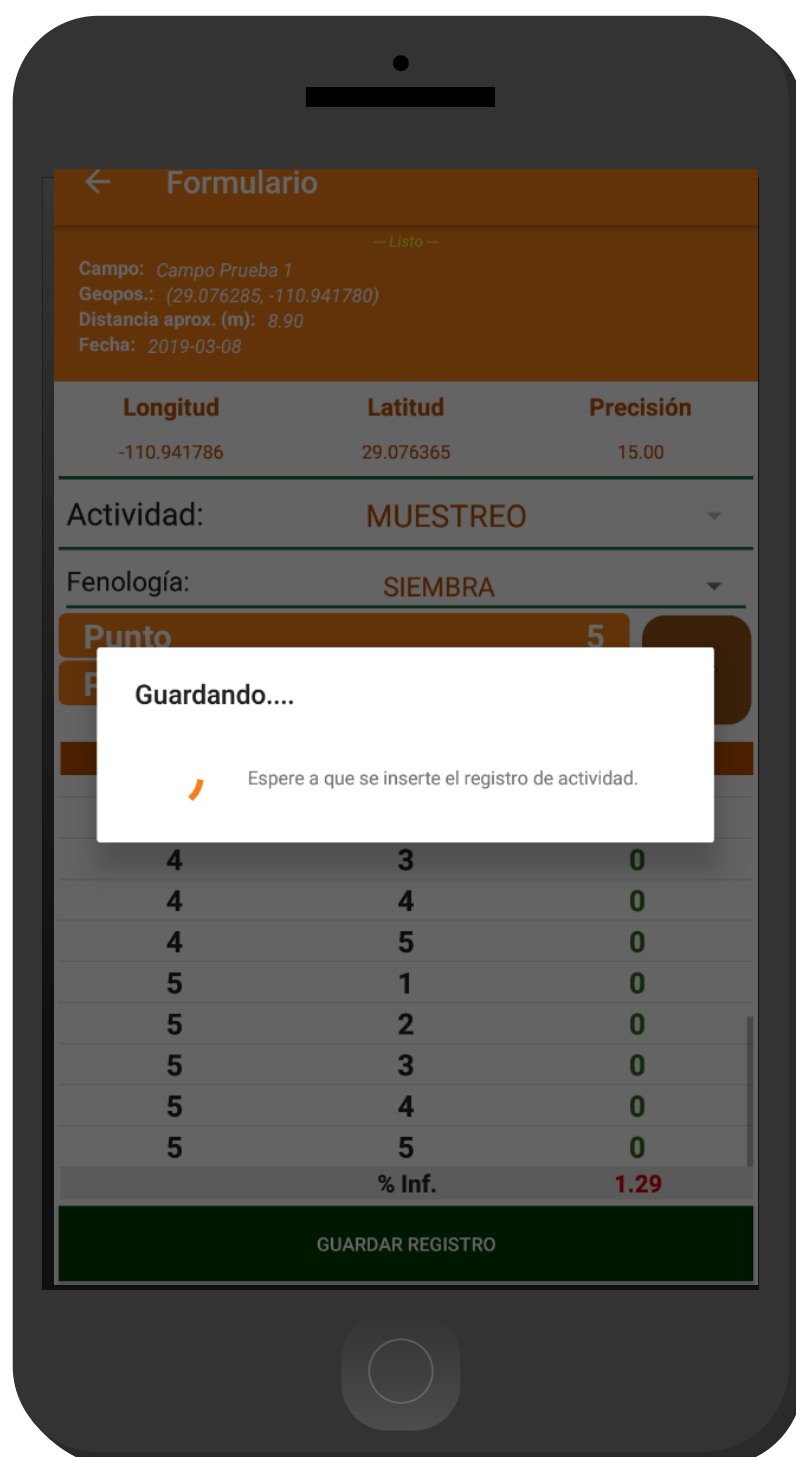 Formulario
— Listo —
Campo: Campo Prueba 1
Geopos.: (29.076285, -110.941780)
Distancia aprox. (m): 8.90
Fecha: 2019-03-08
Longitud Latitud Precisión
-110.941786 29.076365 15.00
Actividad: MUESTREO
Fenología: SIEMBRA
Punto 5
Guardando....
Espere a que se inserte el registro de actividad.
4 3 0
4 4 0
4 5 0
5 1 0
5 2 0
5 3 0
5 4 0
5 5 0
% Inf. 1.29
GUARDAR REGISTRO